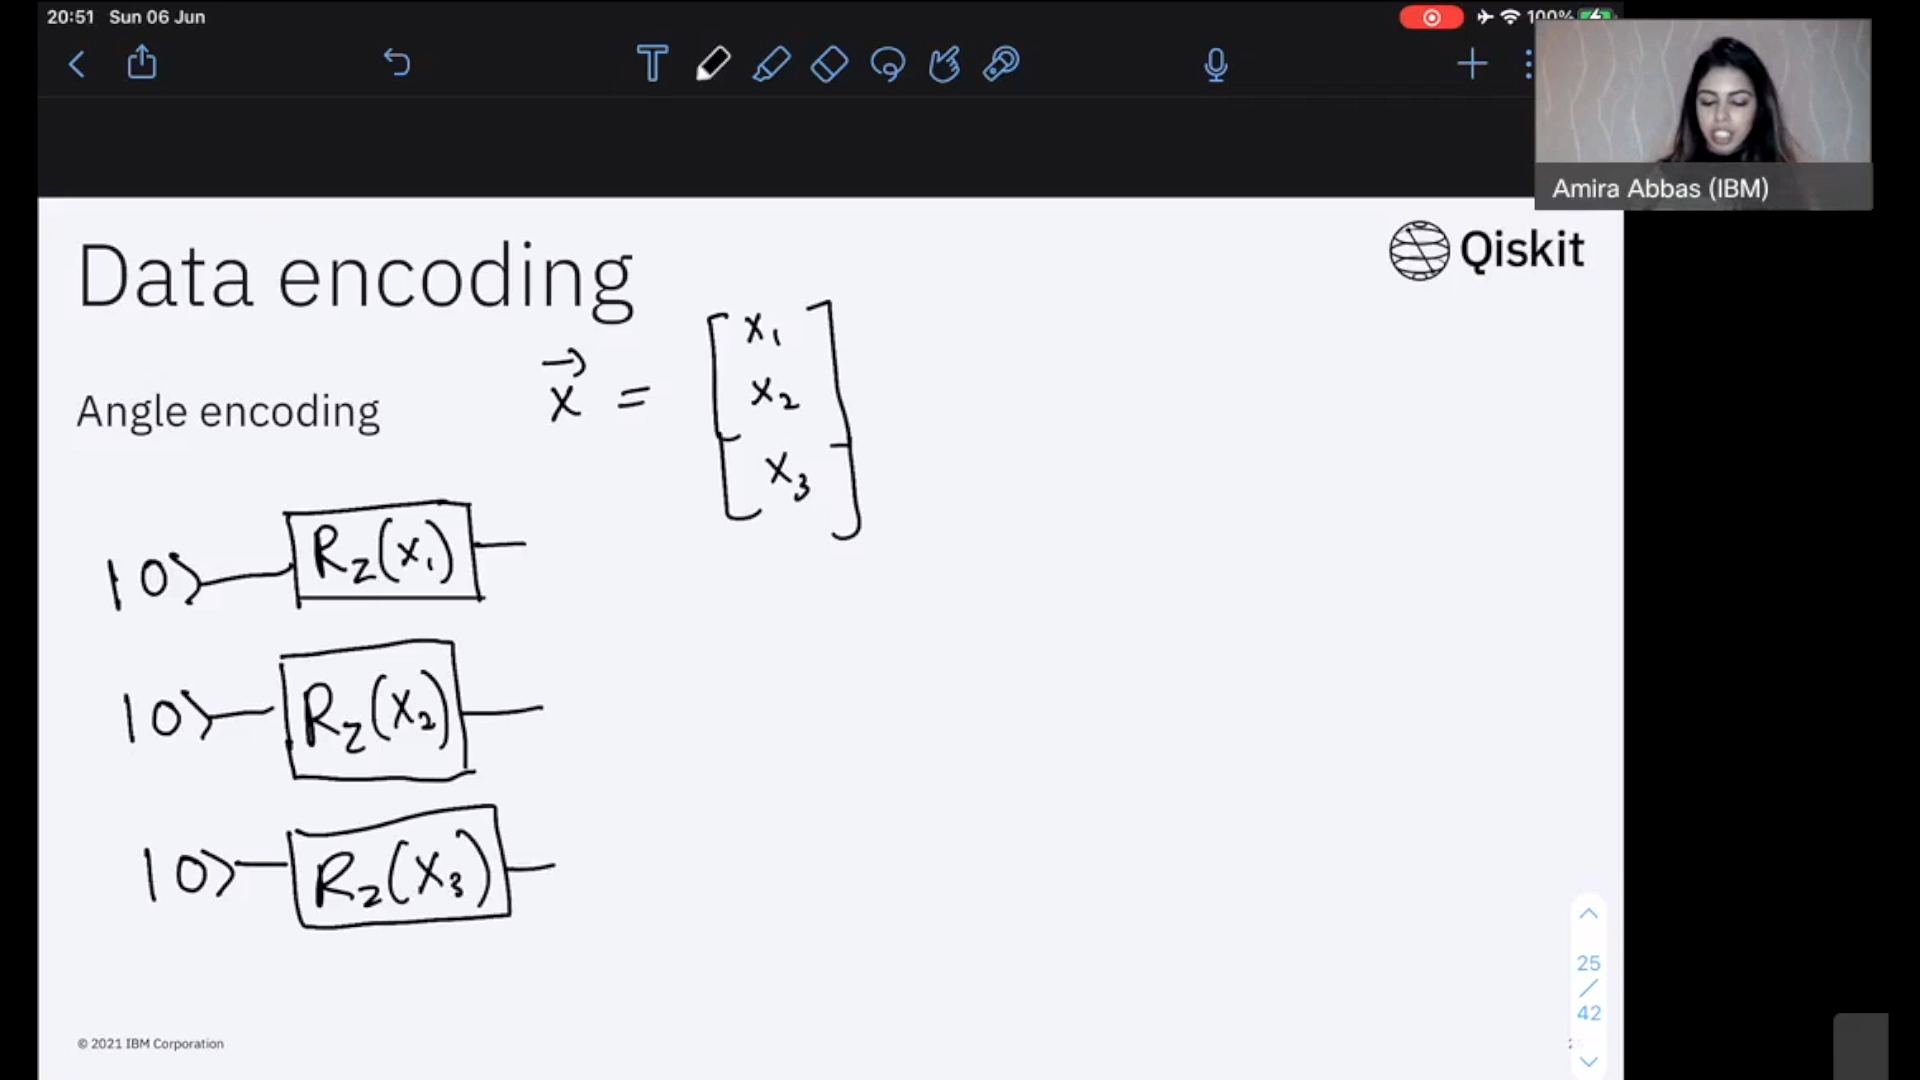 20:51 Sun 06 Jun
100%
Amira Abbas (IBM)
Qiskit
Data encoding
Angle encoding
x⃗ = [x₁
x₂
x₃]
|0⟩ R_z(x₁)
|0⟩ R_z(x₂)
|0⟩ R_z(x₃)
25
/
42
© 2021 IBM Corporation